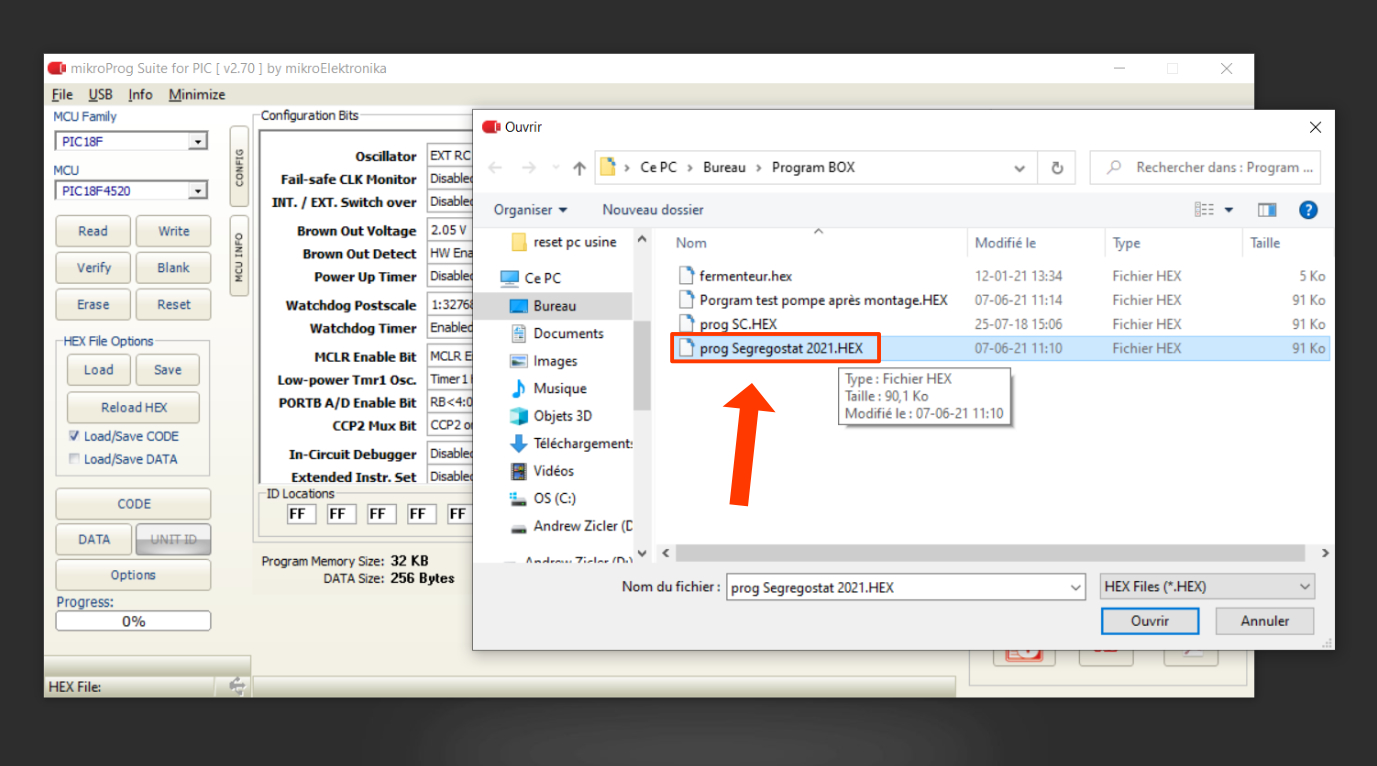 mikroProg Suite for PIC [ v2.70 ] by mikroElektronika
File USB Info Minimize
MCU Family
PIC18F
MCU
PIC18F4520
Read Write
Verify Blank
Erase Reset
HEX File Options
Load Save
Reload HEX
Load/Save CODE
Load/Save DATA
CODE
DATA UNIT ID
Options
Progress:
0%
HEX File:
CONFIG
MCU INFO
Configuration Bits
Oscillator EXT RC
Fail-safe CLK Monitor Disabled
INT. / EXT. Switch over Disabled
Brown Out Voltage 2.05 V
Brown Out Detect HW Ena
Power Up Timer Disabled
Watchdog Postscale 1:32768
Watchdog Timer Enabled
MCLR Enable Bit MCLR E
Low-power Tmr1 Osc. Timer1
PORTB A/D Enable Bit RB<4:0
CCP2 Mux Bit CCP2 o
In-Circuit Debugger Disabled
Extended Instr. Set Disabled
ID Locations
FF FF FF FF FF
Program Memory Size: 32 KB
DATA Size: 256 Bytes
Ouvrir
Ce PC › Bureau › Program BOX
Rechercher dans : Program ...
Organiser Nouveau dossier
reset pc usine
Ce PC
Bureau
Documents
Images
Musique
Objets 3D
Téléchargements
Vidéos
OS (C:)
Andrew Zicler (D
Andrew Zicler (D:)
Nom Modifié le Type Taille
fermenteur.hex 12-01-21 13:34 Fichier HEX 5 Ko
Porgram test pompe après montage.HEX 07-06-21 11:14 Fichier HEX 91 Ko
prog SC.HEX 25-07-18 15:06 Fichier HEX 91 Ko
prog Segregostat 2021.HEX 07-06-21 11:10 Fichier HEX 91 Ko
Type : Fichier HEX
Taille : 90,1 Ko
Modifié le : 07-06-21 11:10
Nom du fichier : prog Segregostat 2021.HEX HEX Files (*.HEX)
Ouvrir Annuler